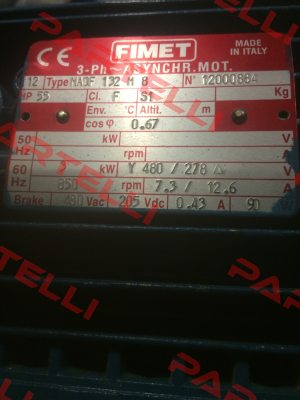 CE FIMET MADE IN ITALY
3-PH. ASYNCHR. MOT.
12 Type MADF 132 M 8 N° 12000884
IP 55 Cl. F S1 Kg
Env. °C Altit. m
cos φ 0.67
50 Hz kW V
rpm A
60 Hz kW Y 480 / 278 △
850 rpm 7.3 / 12.6 A
Brake 480 Vac 205 Vdc 0.43 A 90
PARTELLI